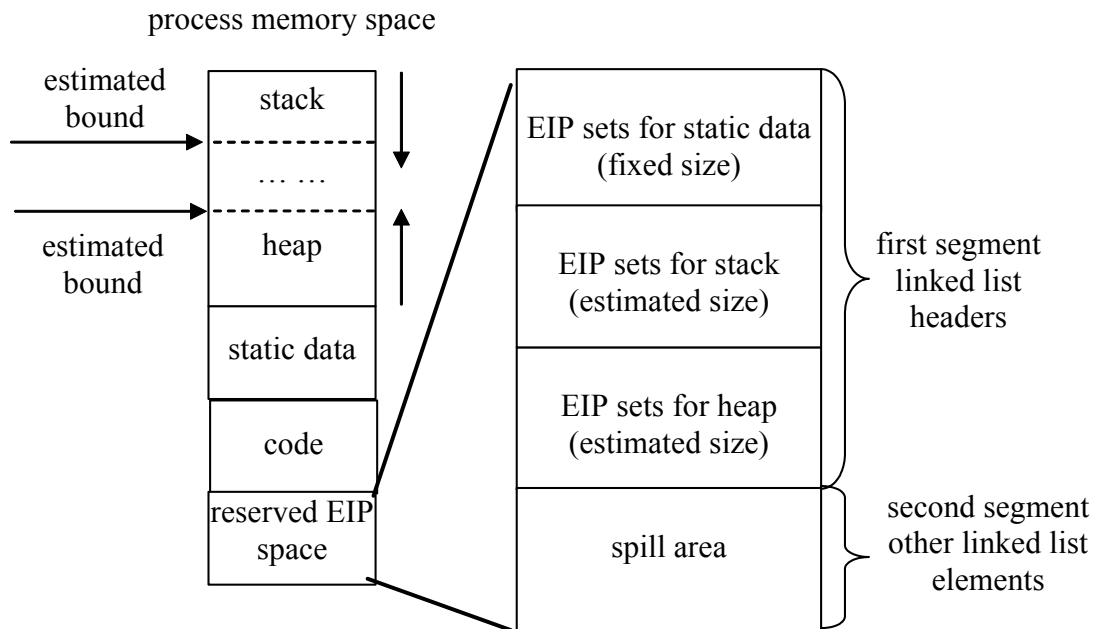 process memory space
estimated
bound
stack
… …
estimated
bound
heap
static data
code
reserved EIP
space
EIP sets for static data
(fixed size)
EIP sets for stack
(estimated size)
EIP sets for heap
(estimated size)
spill area
first segment
linked list
headers
second segment
other linked list
elements